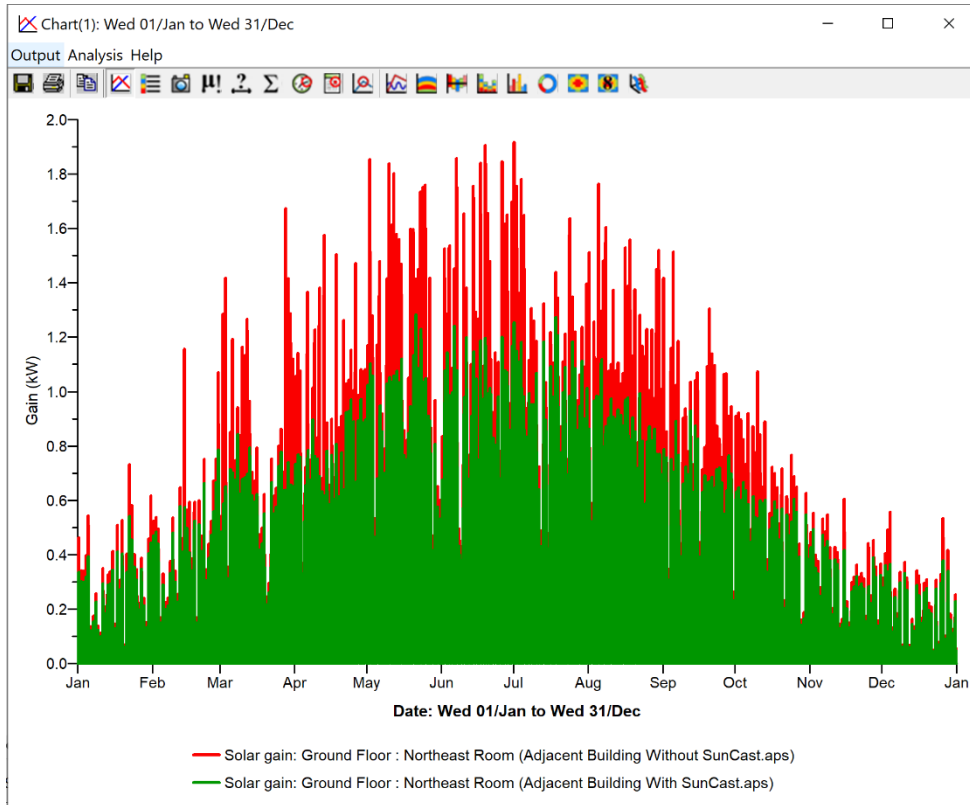 Chart(1): Wed 01/Jan to Wed 31/Dec
Output Analysis Help
2.0
1.8
1.6
1.4
1.2
1.0
0.8
0.6
0.4
0.2
0.0
Gain (kW)
Jan Feb Mar Apr May Jun Jul Aug Sep Oct Nov Dec Jan
Date: Wed 01/Jan to Wed 31/Dec
Solar gain: Ground Floor : Northeast Room (Adjacent Building Without SunCast.aps)
Solar gain: Ground Floor : Northeast Room (Adjacent Building With SunCast.aps)